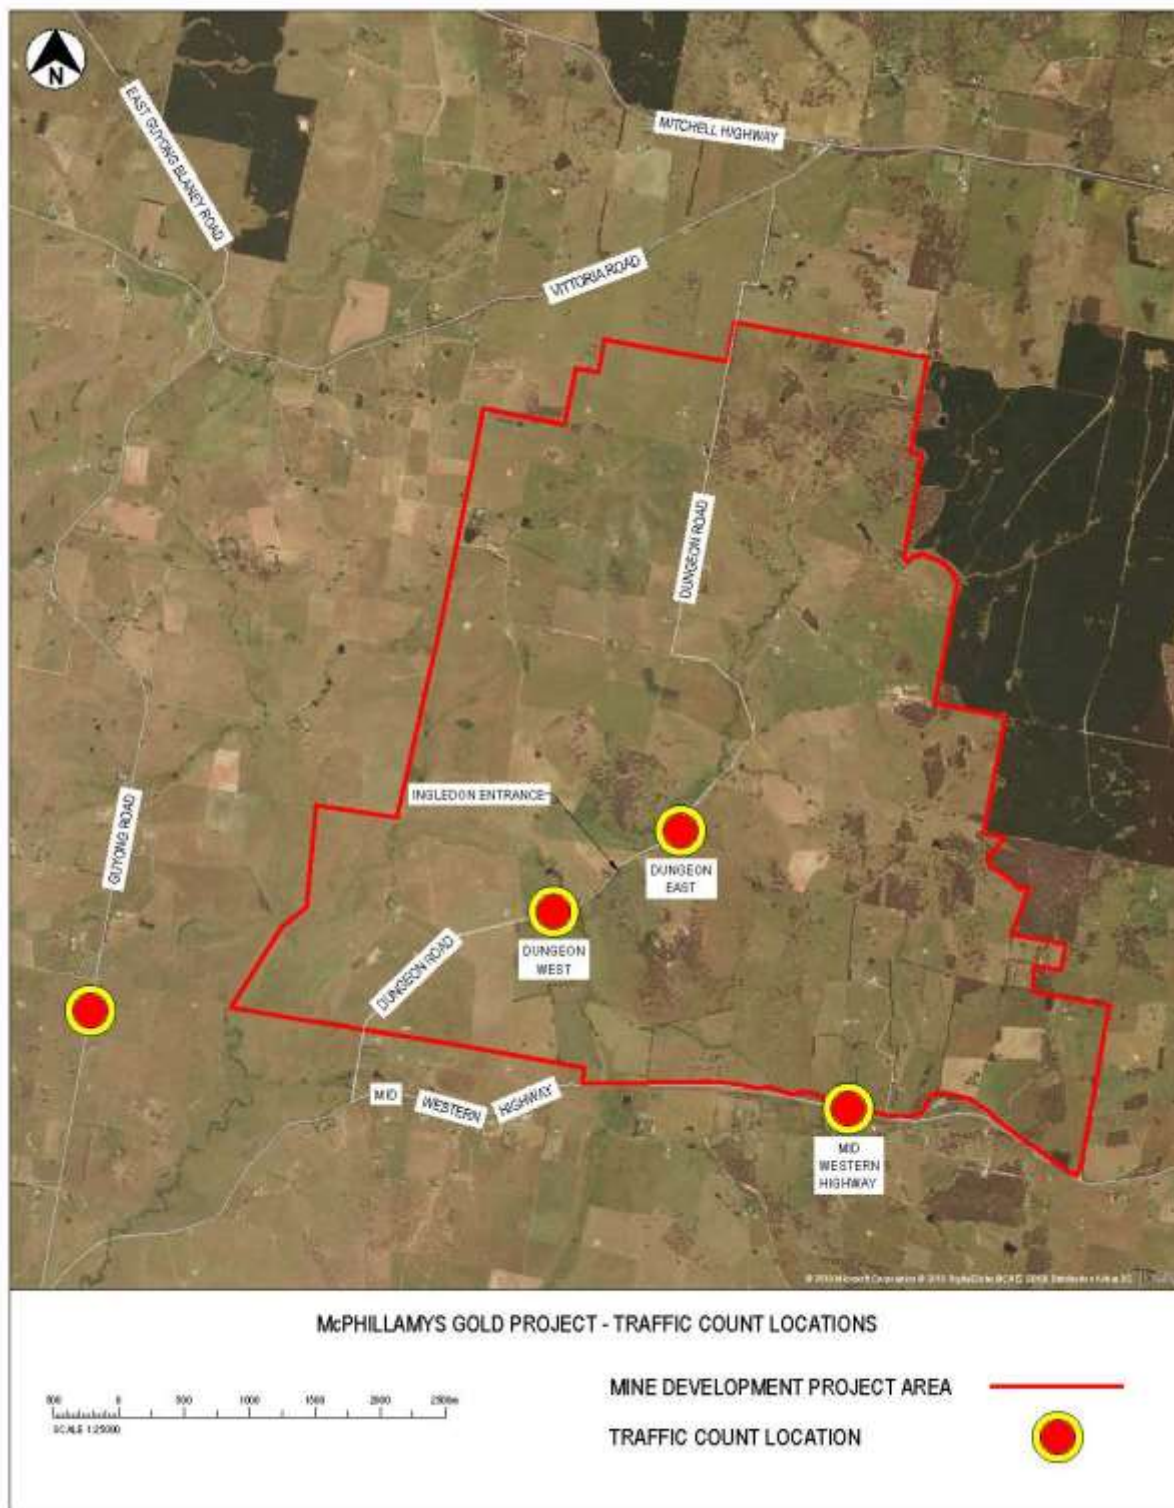 N
EAST GUYONG BLANEY ROAD
MITCHELL HIGHWAY
VITTORIA ROAD
DUNGEON ROAD
INGLEDON ENTRANCE
GUYONG ROAD
DUNGEON
EAST
DUNGEON
WEST
DUNGEON ROAD
MID WESTERN HIGHWAY
MID
WESTERN
HIGHWAY
McPHILLAMYS GOLD PROJECT - TRAFFIC COUNT LOCATIONS
MINE DEVELOPMENT PROJECT AREA
500 0 500 1000 1500 2000 2500m
SCALE 1:25000
TRAFFIC COUNT LOCATION